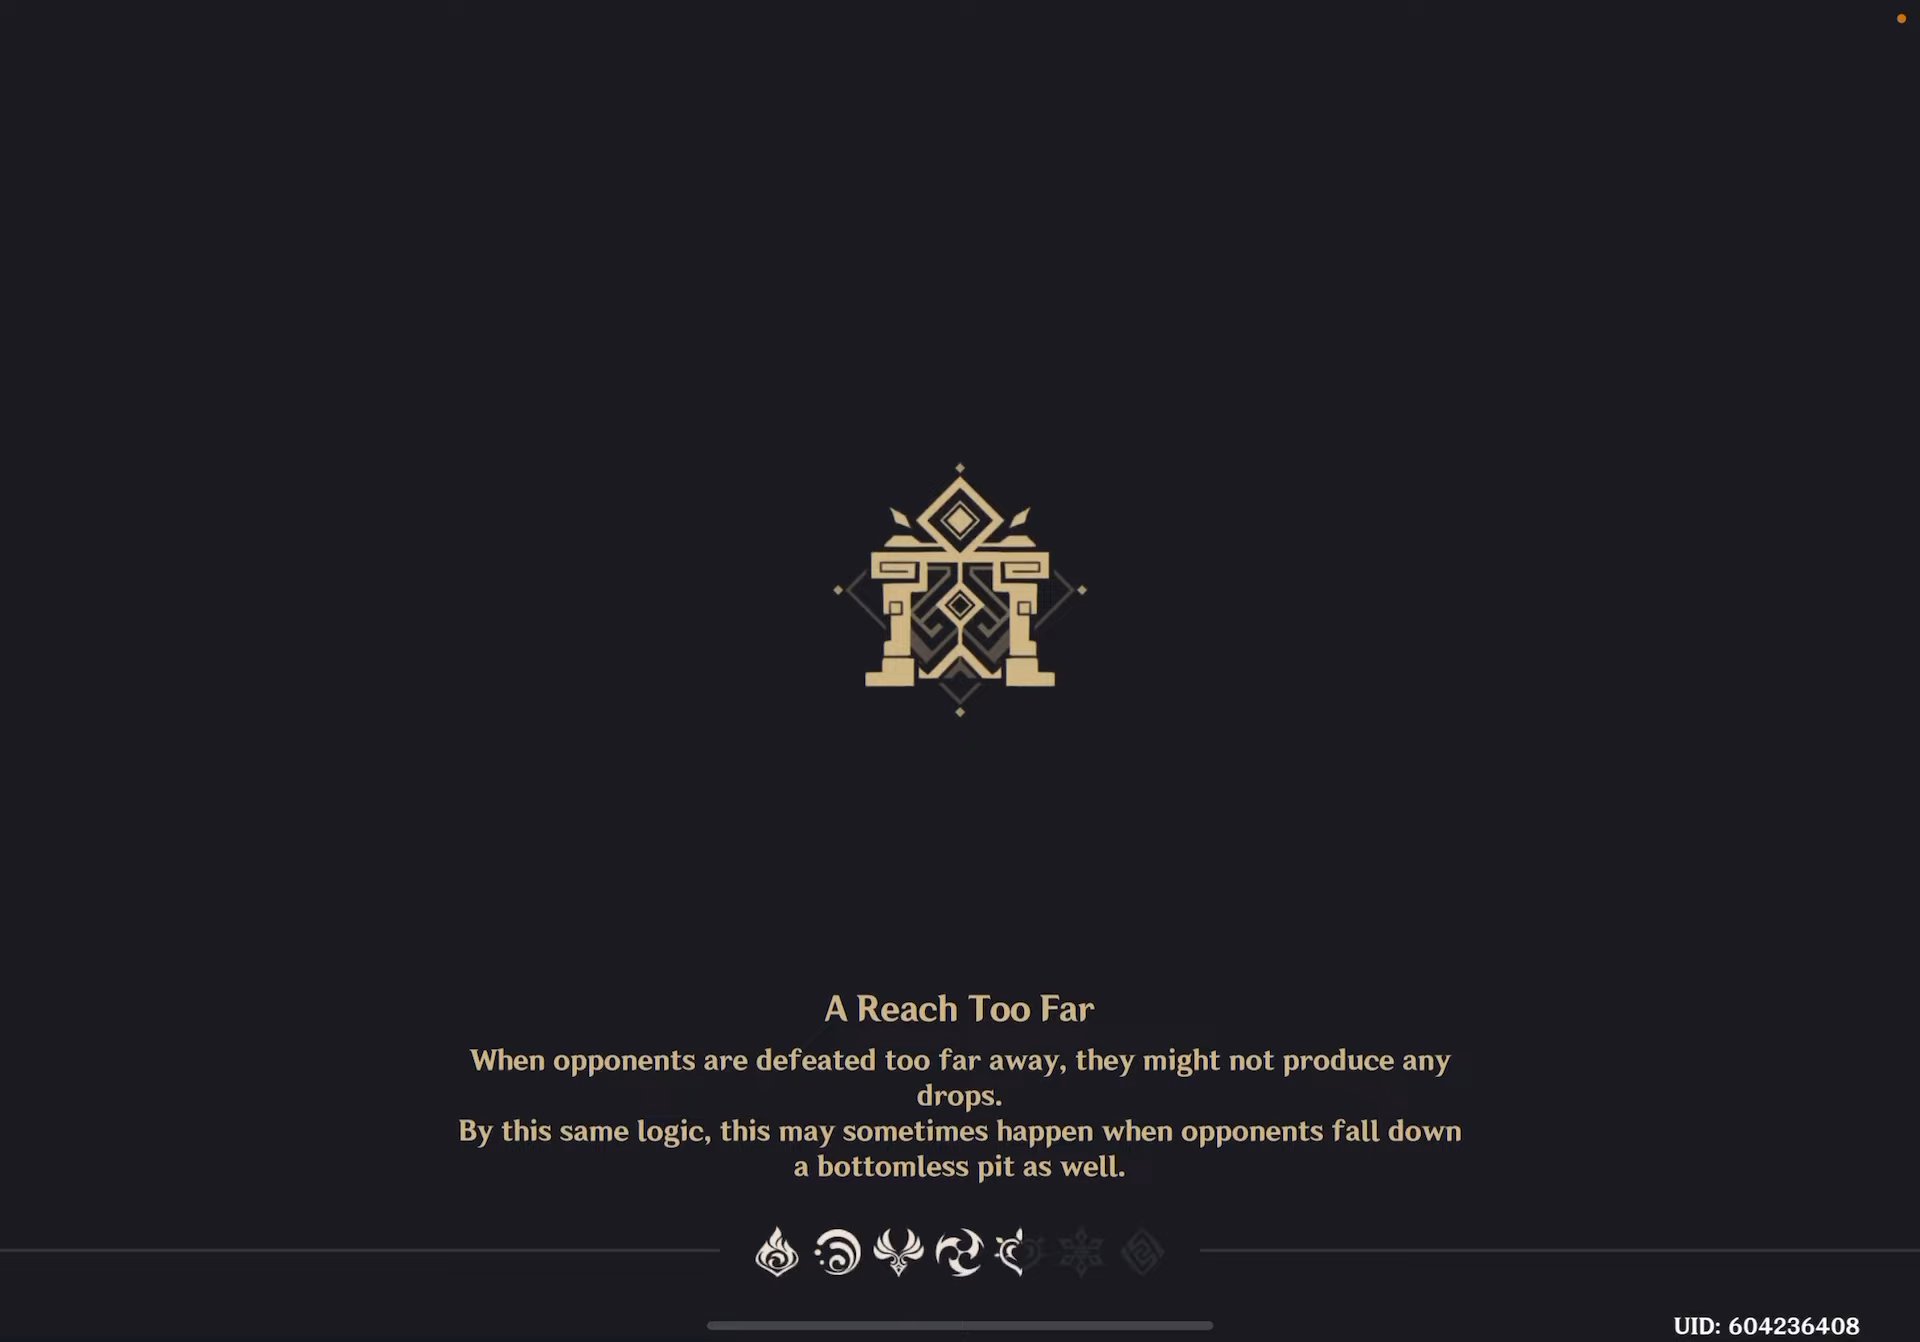 A Reach Too Far
When opponents are defeated too far away, they might not produce any
drops.
By this same logic, this may sometimes happen when opponents fall down
a bottomless pit as well.
UID: 604236408